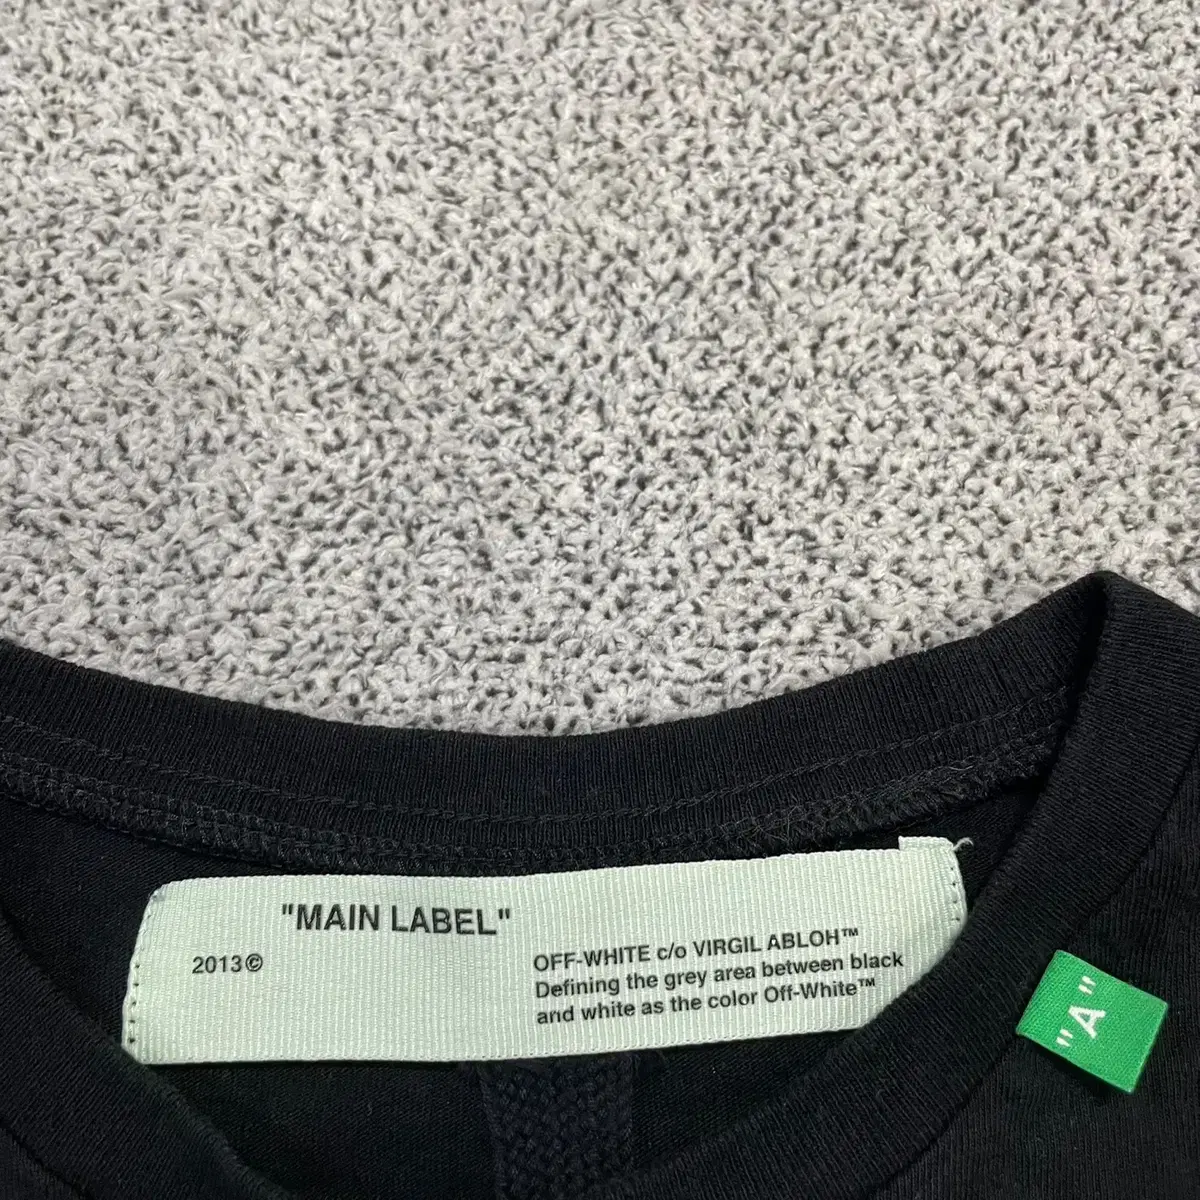 "MAIN LABEL"
2013©
OFF-WHITE c/o VIRGIL ABLOH™
Defining the grey area between black
and white as the color Off-White™
"A"